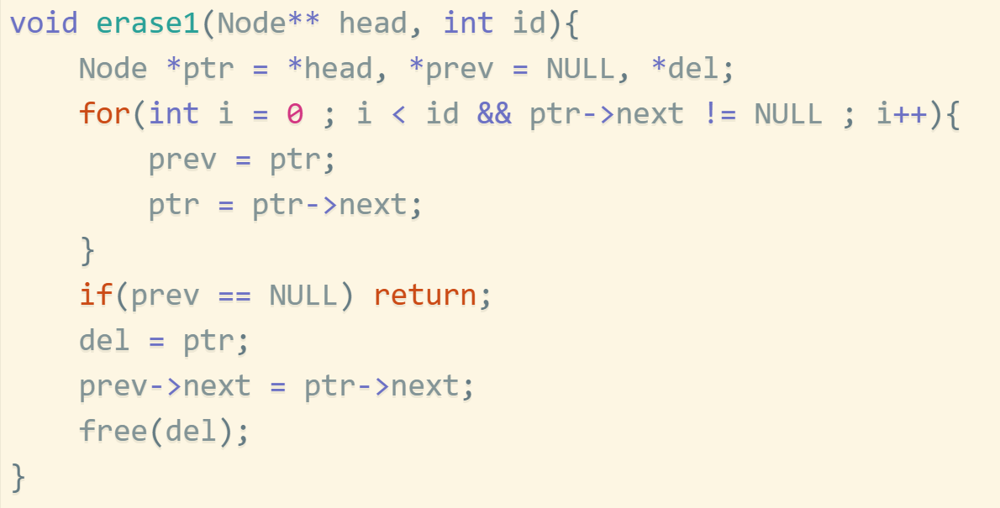 void erase1(Node** head, int id){
    Node *ptr = *head, *prev = NULL, *del;
    for(int i = 0 ; i < id && ptr->next != NULL ; i++){
        prev = ptr;
        ptr = ptr->next;
    }
    if(prev == NULL) return;
    del = ptr;
    prev->next = ptr->next;
    free(del);
}